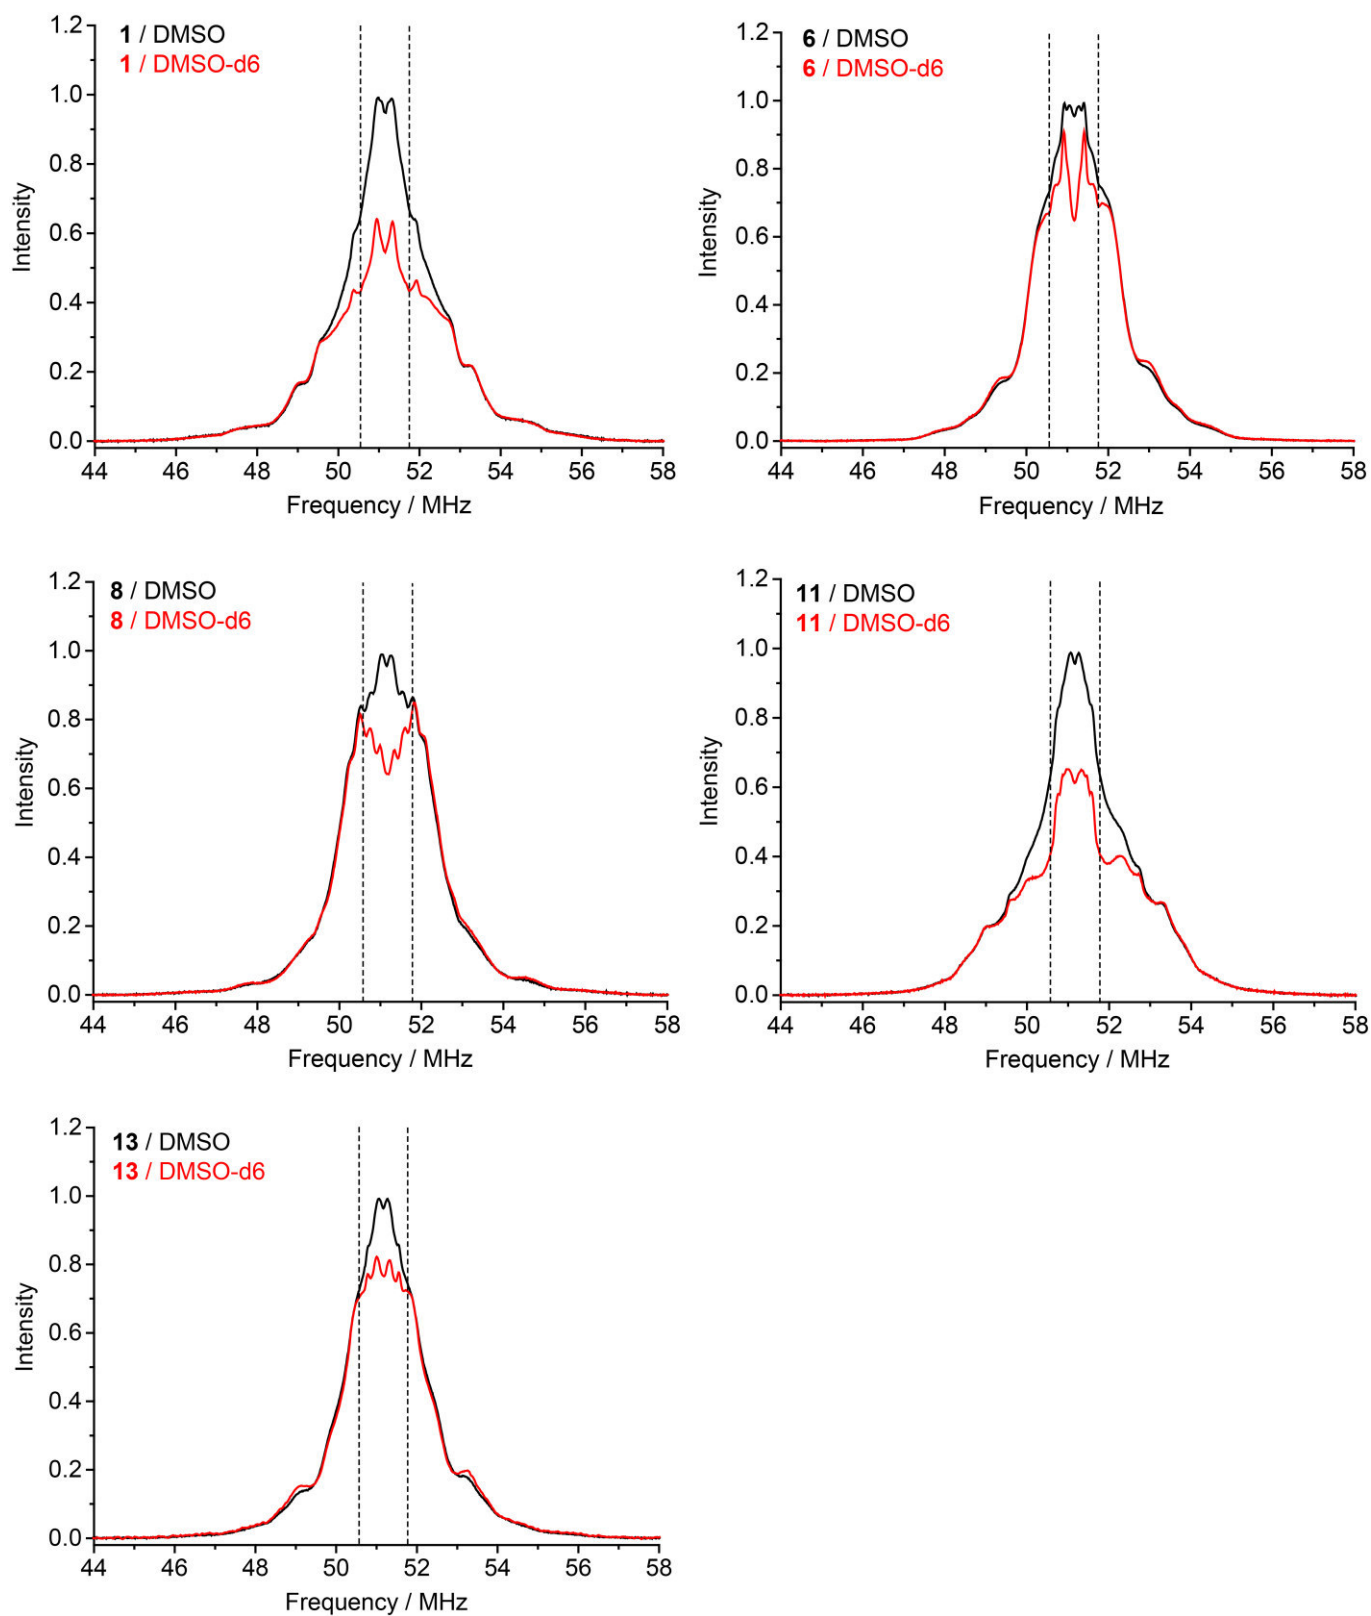 1 / DMSO
1 / DMSO-d6
1.2
1.0
0.8
0.6
0.4
0.2
0.0
Intensity
44 46 48 50 52 54 56 58
Frequency / MHz
6 / DMSO
6 / DMSO-d6
1.2
1.0
0.8
0.6
0.4
0.2
0.0
Intensity
44 46 48 50 52 54 56 58
Frequency / MHz
8 / DMSO
8 / DMSO-d6
1.2
1.0
0.8
0.6
0.4
0.2
0.0
Intensity
44 46 48 50 52 54 56 58
Frequency / MHz
11 / DMSO
11 / DMSO-d6
1.2
1.0
0.8
0.6
0.4
0.2
0.0
Intensity
44 46 48 50 52 54 56 58
Frequency / MHz
13 / DMSO
13 / DMSO-d6
1.2
1.0
0.8
0.6
0.4
0.2
0.0
Intensity
44 46 48 50 52 54 56 58
Frequency / MHz